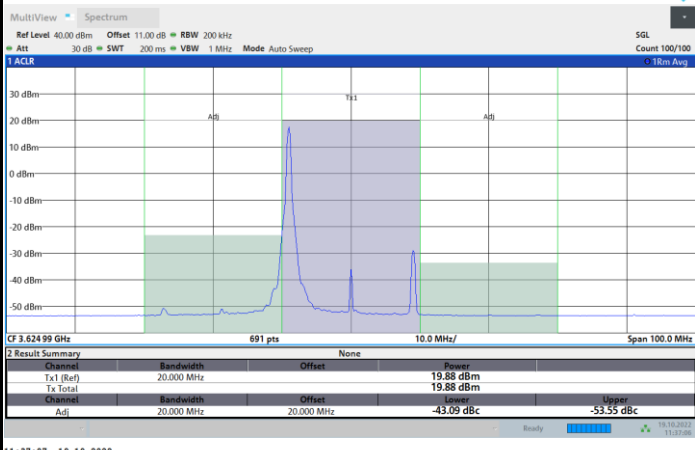 MultiView Spectrum
Ref Level 40.00 dBm Offset 11.00 dB RBW 200 kHz SGL
Att 30 dB SWT 200 ms VBW 1 MHz Mode Auto Sweep Count 100/100
1 ACLR 1Rm Avg
30 dBm
Tx1
20 dBm
Adj Adj
10 dBm
0 dBm
-10 dBm
-20 dBm
-30 dBm
-40 dBm
-50 dBm
CF 3.624 99 GHz 691 pts 10.0 MHz/ Span 100.0 MHz
2 Result Summary None
Channel Bandwidth Offset Power
Tx1 (Ref) 20.000 MHz 19.88 dBm
Tx Total 19.88 dBm
Channel Bandwidth Offset Lower Upper
Adj 20.000 MHz 20.000 MHz -43.09 dBc -53.55 dBc
Ready 19.10.2022
11:37:06